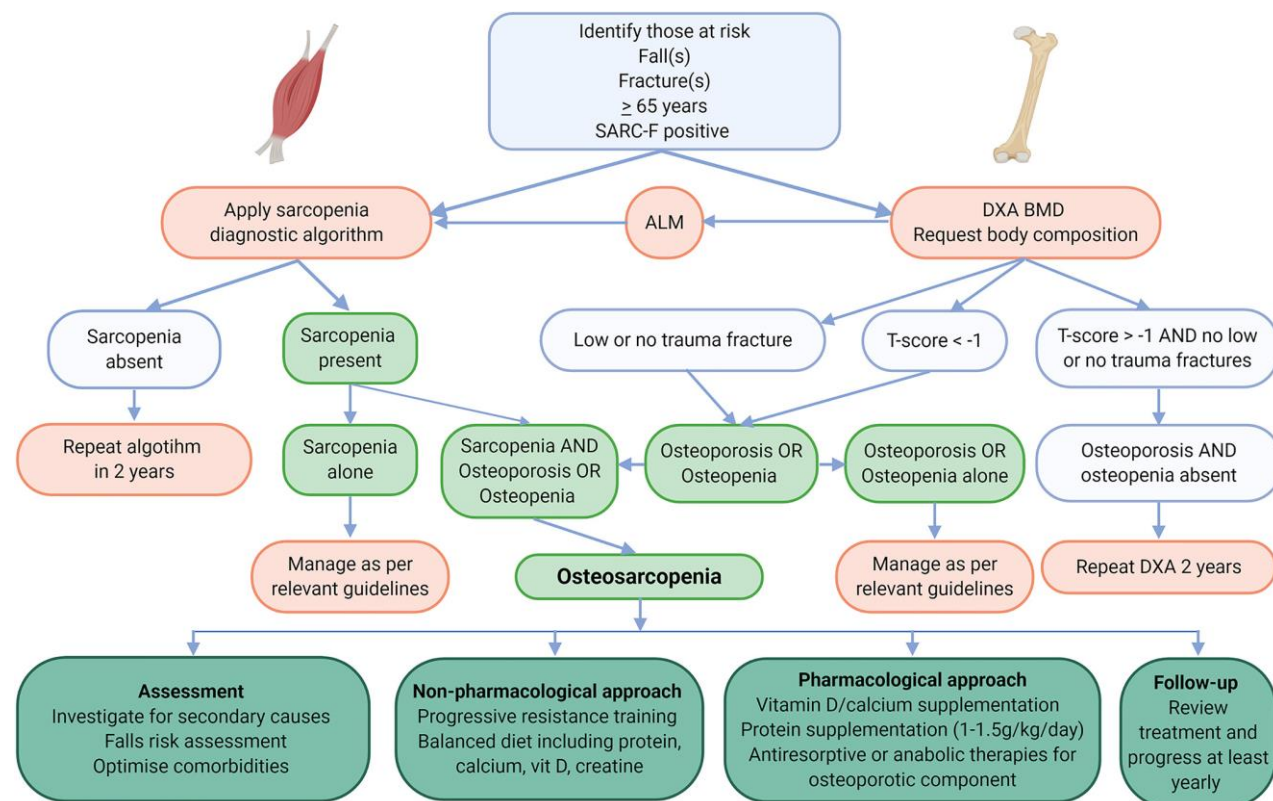 Identify those at risk
Fall(s)
Fracture(s)
≥ 65 years
SARC-F positive
Apply sarcopenia
diagnostic algorithm
ALM
DXA BMD
Request body composition
Sarcopenia
absent
Sarcopenia
present
Low or no trauma fracture
T-score < -1
T-score > -1 AND no low
or no trauma fractures
Repeat algotihm
in 2 years
Sarcopenia
alone
Sarcopenia AND
Osteoporosis OR
Osteopenia
Osteoporosis OR
Osteopenia
Osteoporosis OR
Osteopenia alone
Osteoporosis AND
osteopenia absent
Manage as per
relevant guidelines
Osteosarcopenia
Manage as per
relevant guidelines
Repeat DXA 2 years
Assessment
Investigate for secondary causes
Falls risk assessment
Optimise comorbidities
Non-pharmacological approach
Progressive resistance training
Balanced diet including protein,
calcium, vit D, creatine
Pharmacological approach
Vitamin D/calcium supplementation
Protein supplementation (1-1.5g/kg/day)
Antiresorptive or anabolic therapies for
osteoporotic component
Follow-up
Review
treatment and
progress at least
yearly